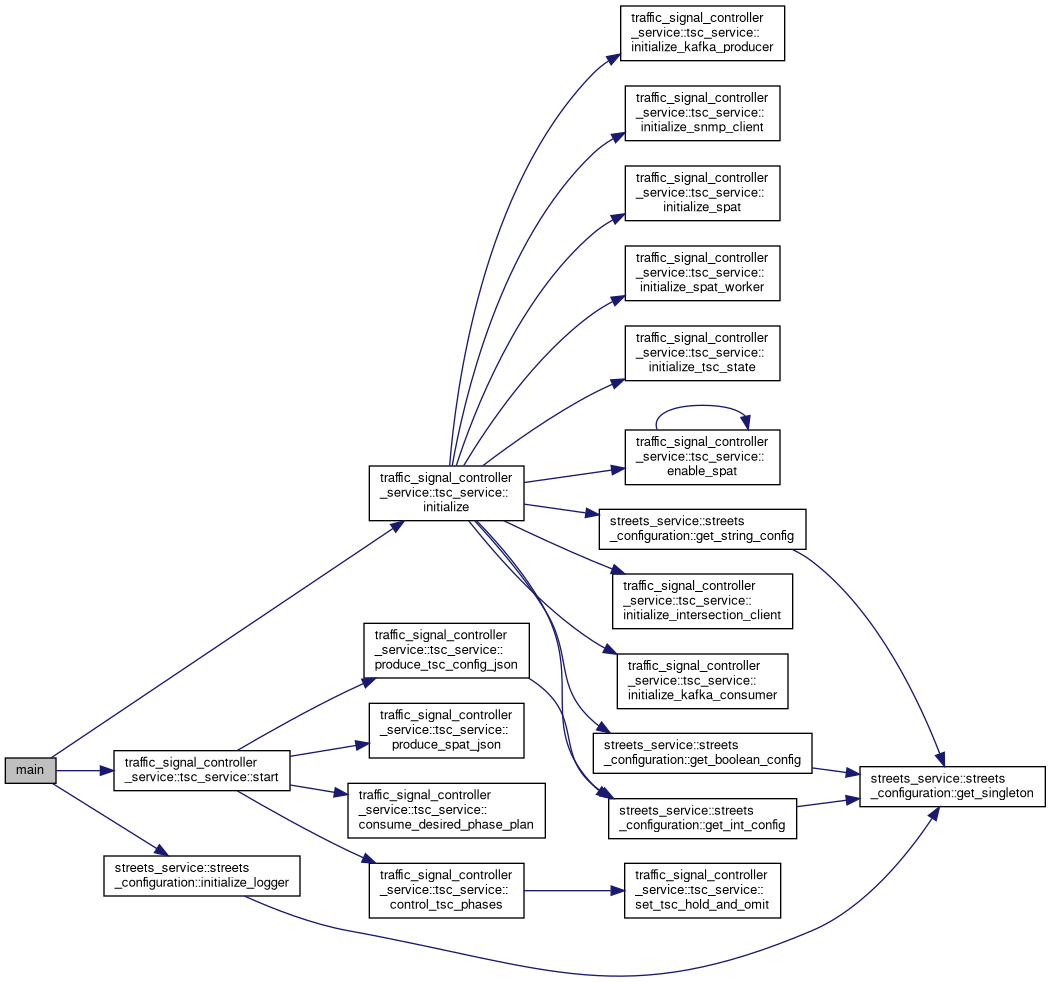 traffic_signal_controller
_service::tsc_service::
initialize_kafka_producer
traffic_signal_controller
_service::tsc_service::
initialize_snmp_client
traffic_signal_controller
_service::tsc_service::
initialize_spat
traffic_signal_controller
_service::tsc_service::
initialize_spat_worker
traffic_signal_controller
_service::tsc_service::
initialize_tsc_state
traffic_signal_controller
_service::tsc_service::
enable_spat
traffic_signal_controller
_service::tsc_service::
initialize
streets_service::streets
_configuration::get_string_config
traffic_signal_controller
_service::tsc_service::
initialize_intersection_client
traffic_signal_controller
_service::tsc_service::
produce_tsc_config_json
traffic_signal_controller
_service::tsc_service::
initialize_kafka_consumer
traffic_signal_controller
_service::tsc_service::
produce_spat_json
streets_service::streets
_configuration::get_boolean_config
main
traffic_signal_controller
_service::tsc_service::start
streets_service::streets
_configuration::get_singleton
traffic_signal_controller
_service::tsc_service::
consume_desired_phase_plan
streets_service::streets
_configuration::get_int_config
streets_service::streets
_configuration::initialize_logger
traffic_signal_controller
_service::tsc_service::
control_tsc_phases
traffic_signal_controller
_service::tsc_service::
set_tsc_hold_and_omit